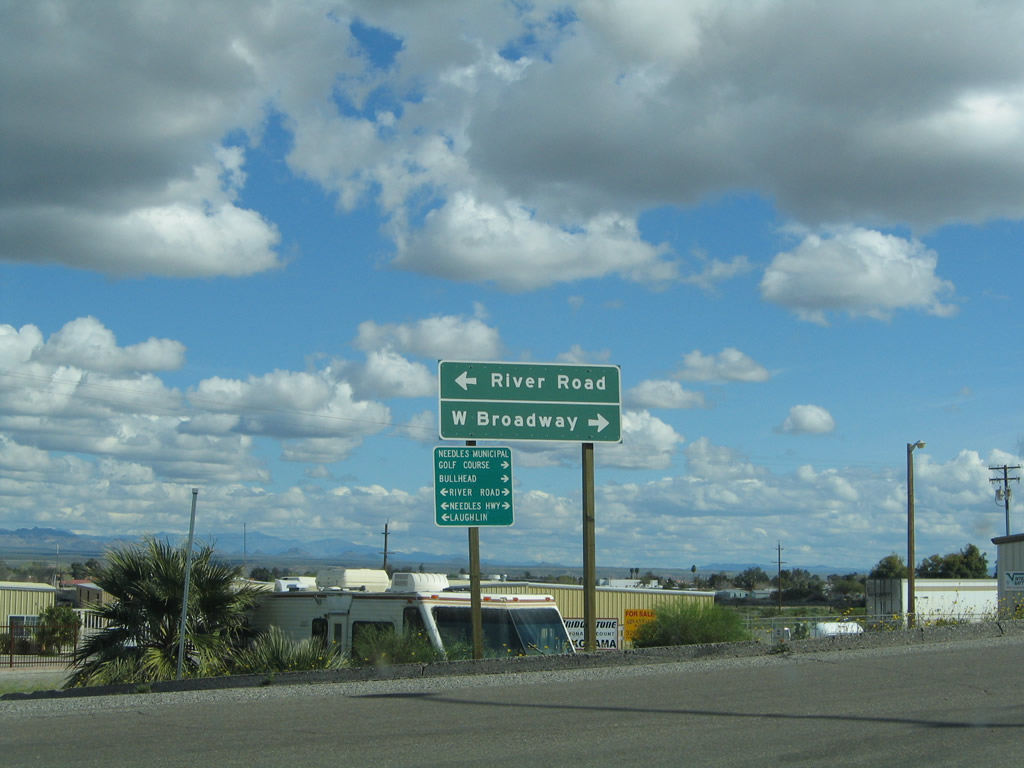 ← River Road
W Broadway →
NEEDLES MUNICIPAL
GOLF COURSE →
BULLHEAD →
← RIVER ROAD →
← NEEDLES HWY →
← LAUGHLIN
FOR SALE